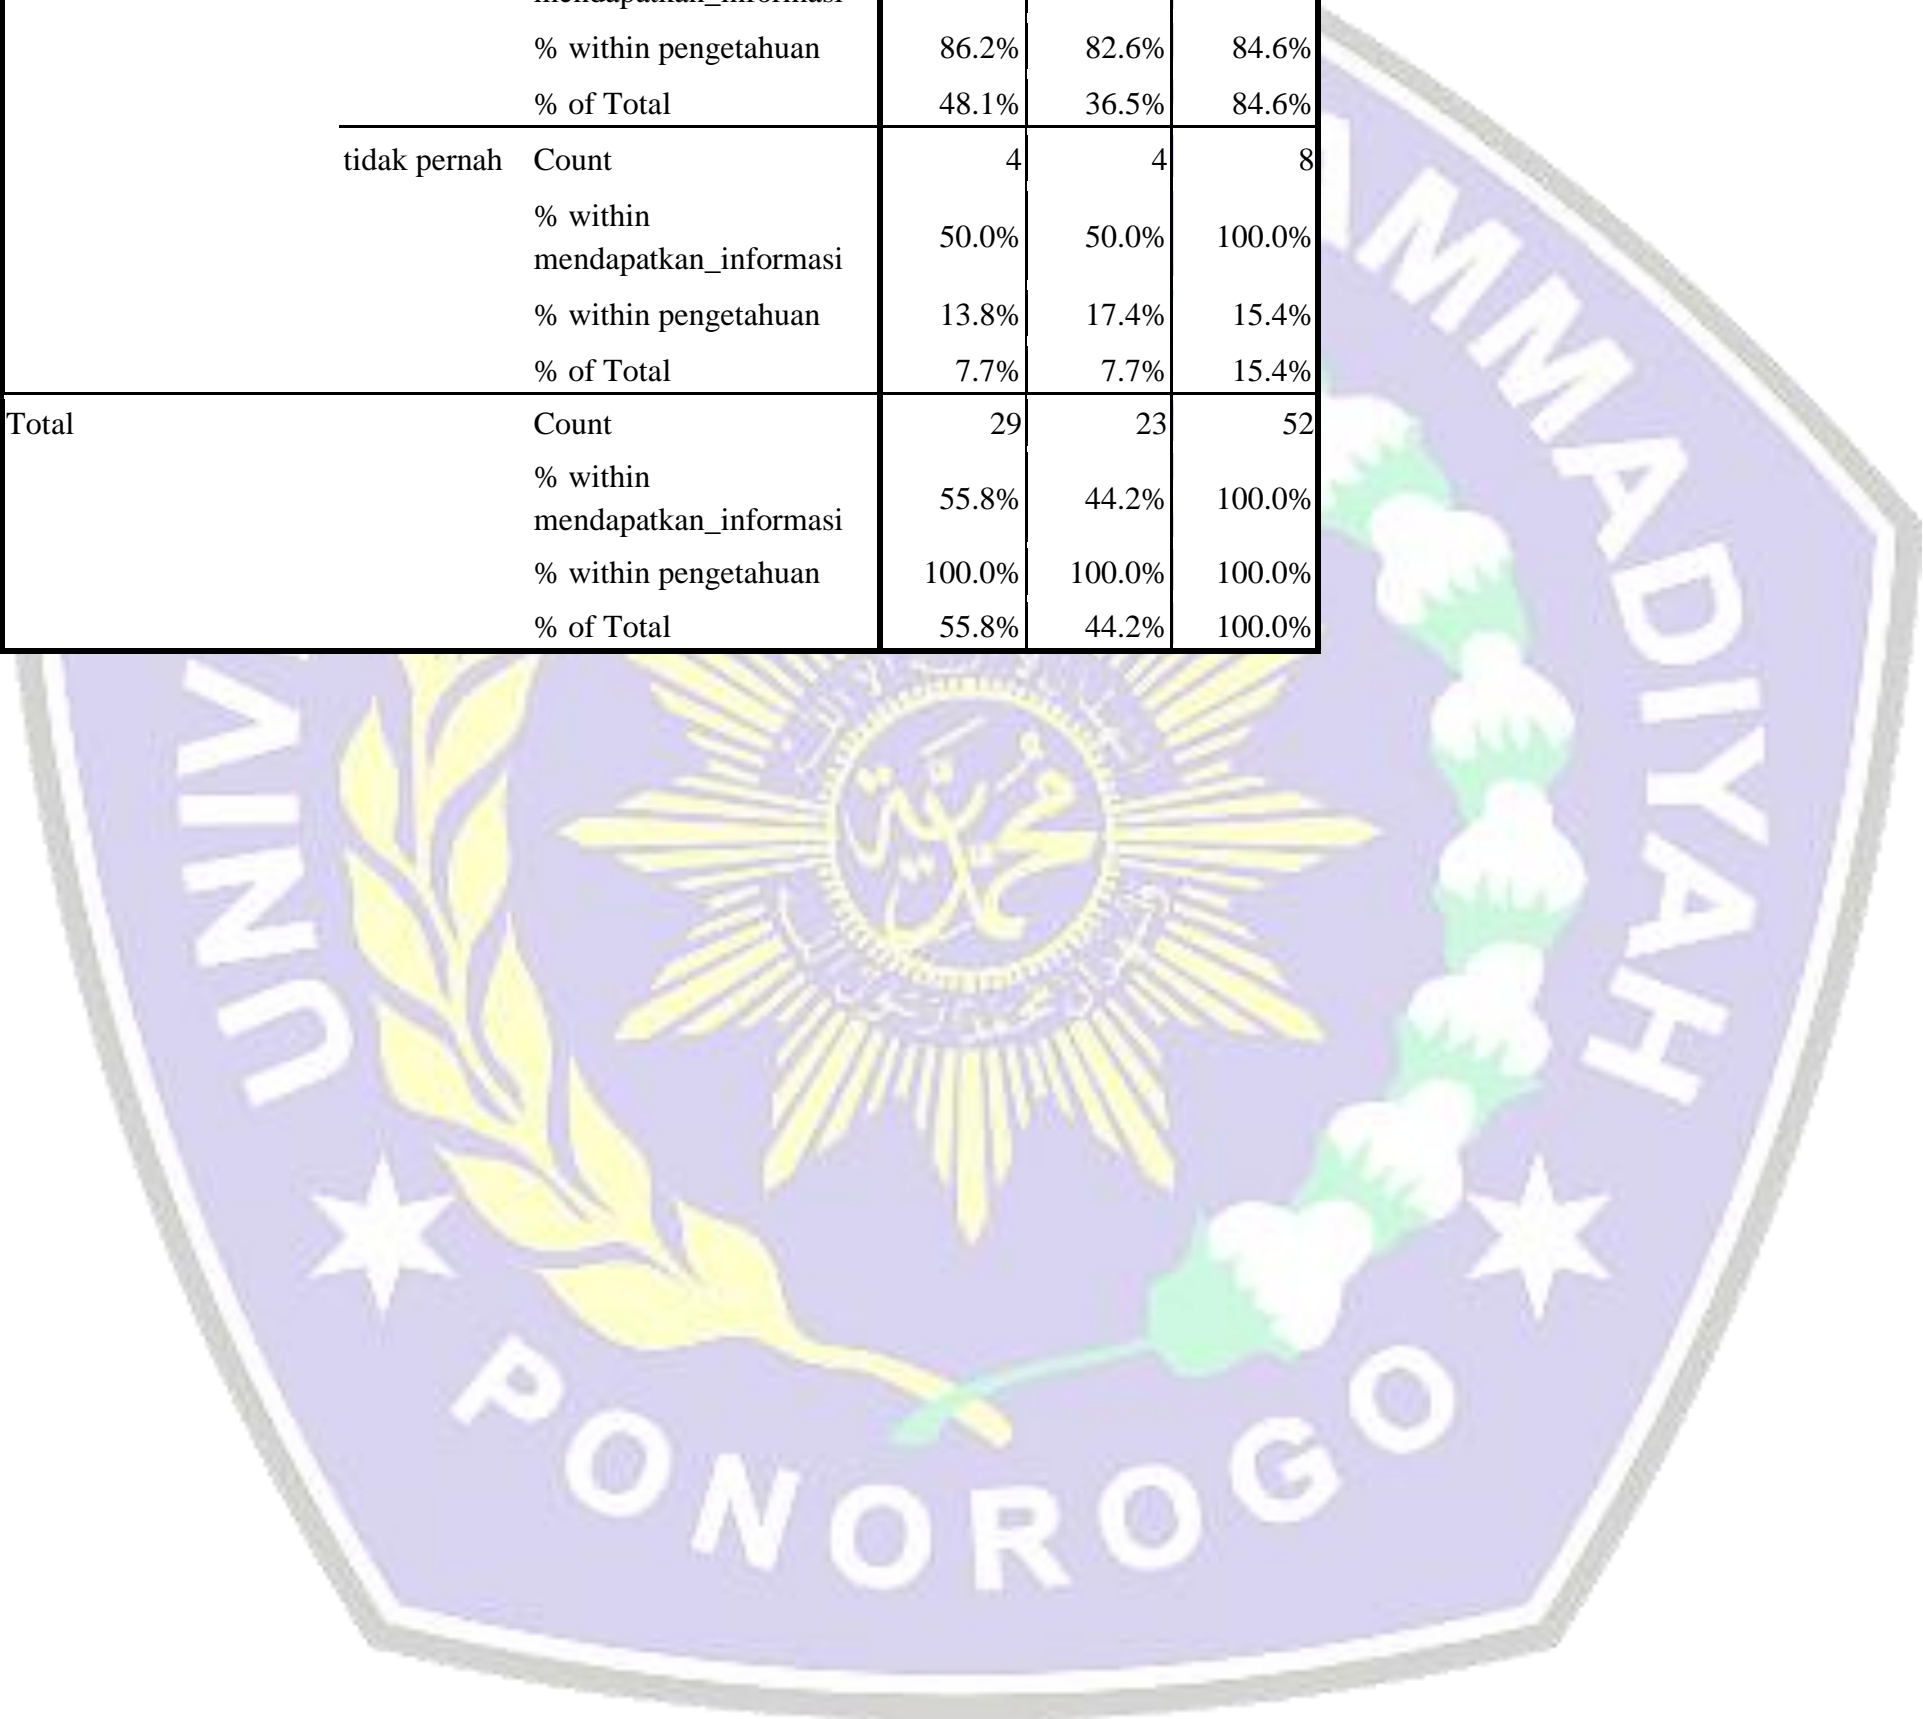 % within pengetahuan 86.2% 82.6% 84.6%
% of Total 48.1% 36.5% 84.6%
tidak pernah Count 4 4 8
% within
mendapatkan_informasi 50.0% 50.0% 100.0%
% within pengetahuan 13.8% 17.4% 15.4%
% of Total 7.7% 7.7% 15.4%
Total Count 29 23 52
% within
mendapatkan_informasi 55.8% 44.2% 100.0%
% within pengetahuan 100.0% 100.0% 100.0%
% of Total 55.8% 44.2% 100.0%
AMMADIYAH
UNIV
محمدية
PONOROGO